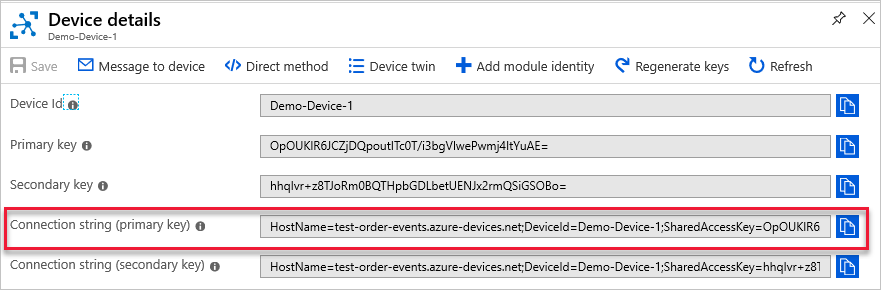 Device details
Demo-Device-1
Save Message to device Direct method Device twin Add module identity Regenerate keys Refresh
Device Id Demo-Device-1
Primary key OpOUKIR6JCZjDQpoutITc0T/i3bgVIwePwmj4ItYuAE=
Secondary key hhqlvr+z8TJoRm0BQTHpbGDLbetUENJx2rmQSiGSOBo=
Connection string (primary key) HostName=test-order-events.azure-devices.net;DeviceId=Demo-Device-1;SharedAccessKey=OpOUKIR6
Connection string (secondary key) HostName=test-order-events.azure-devices.net;DeviceId=Demo-Device-1;SharedAccessKey=hhqlvr+z8T